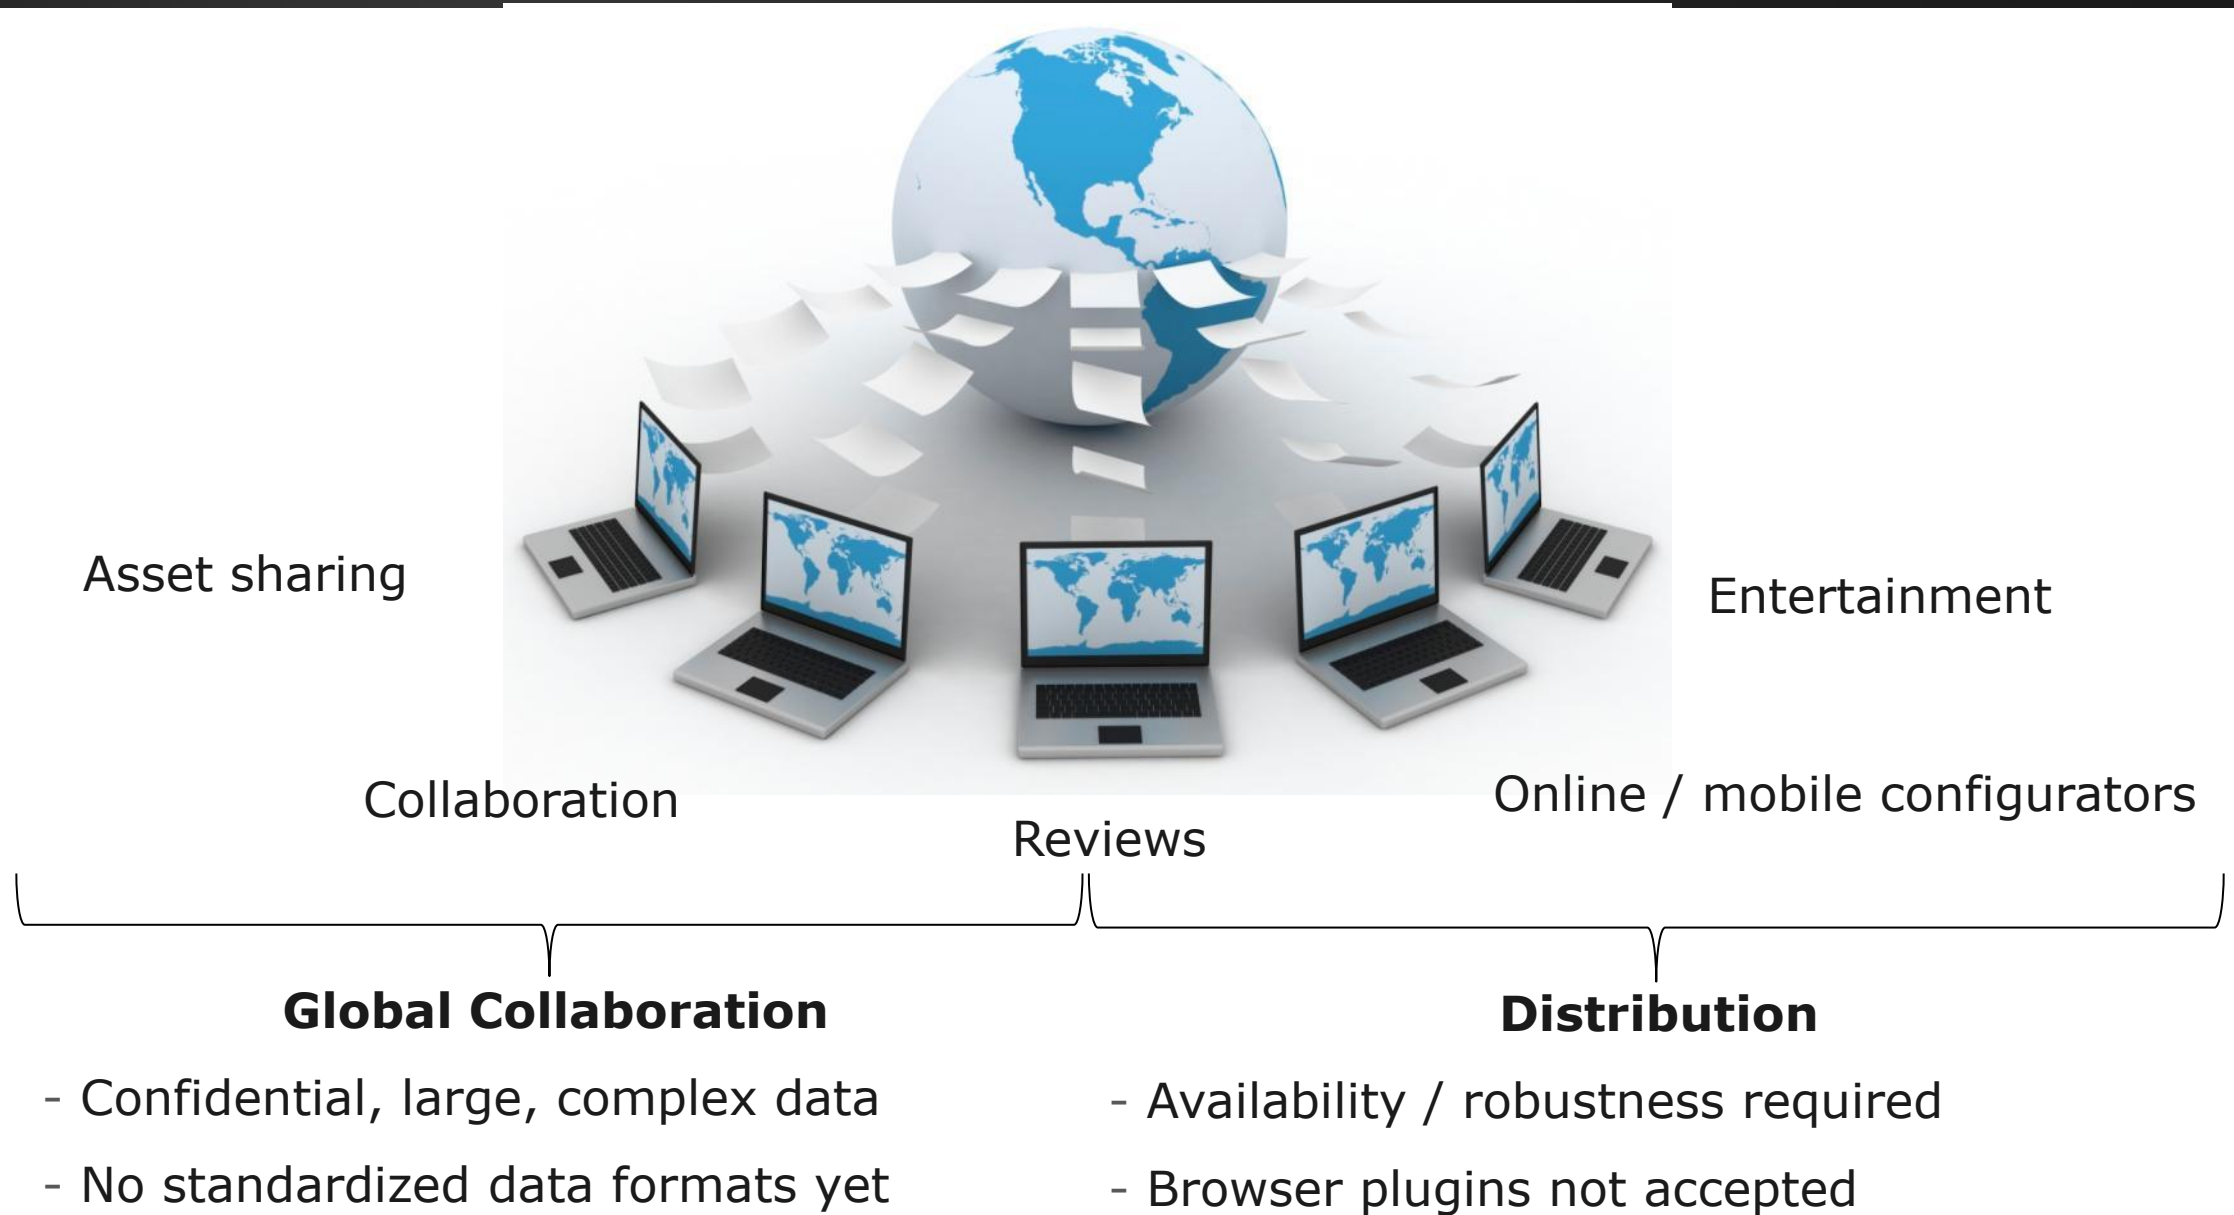 Asset sharing
Entertainment
Collaboration
Online / mobile configurators
Reviews
Global Collaboration
- Confidential, large, complex data
- No standardized data formats yet
Distribution
- Availability / robustness required
- Browser plugins not accepted